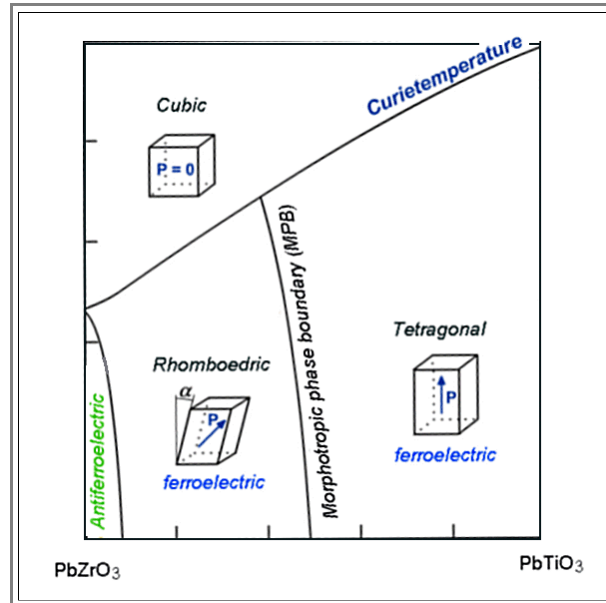 Curietemperature
Cubic
P = 0
Morphotropic phase boundary (MPB)
Tetragonal
P
ferroelectric
Rhomboedric
α
P
ferroelectric
Antiferroelectric
PbZrO₃
PbTiO₃